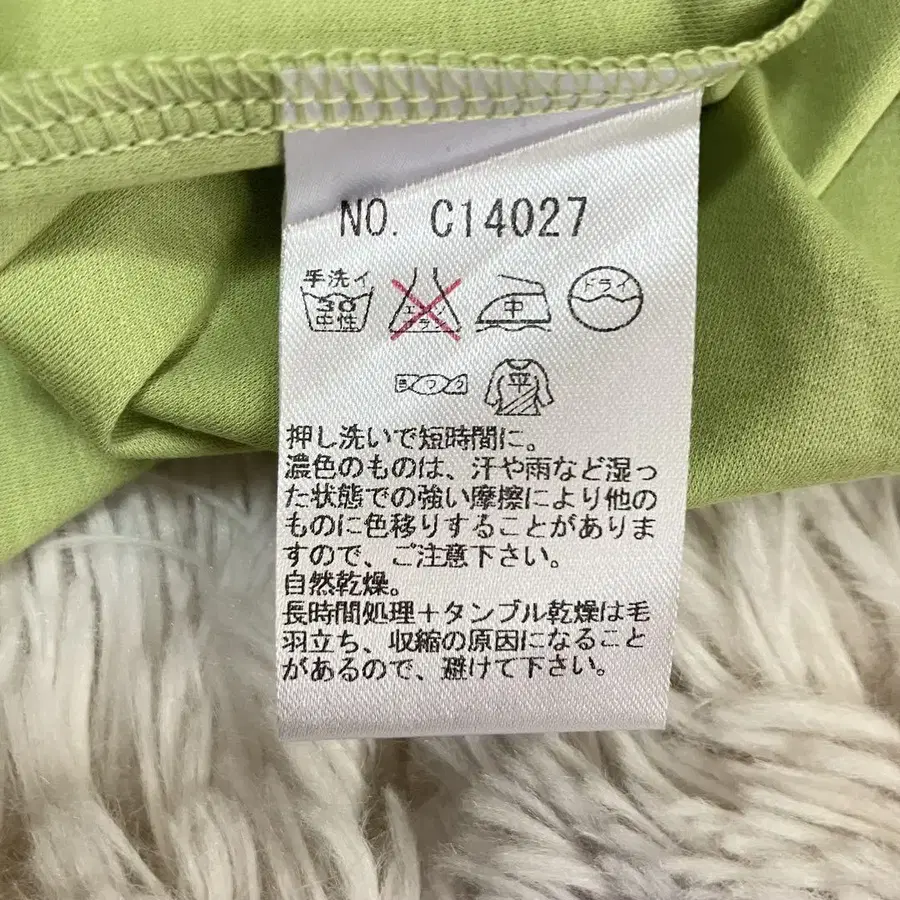 NO. C14027
手洗イ
30
中性
エンソ
サラシ
中
ドライ
平
押し洗いで短時間に。
濃色のものは、汗や雨など湿っ
た状態での強い摩擦により他の
ものに色移りすることがありま
すので、ご注意下さい。
自然乾燥。
長時間処理＋タンブル乾燥は毛
羽立ち、収縮の原因になること
があるので、避けて下さい。